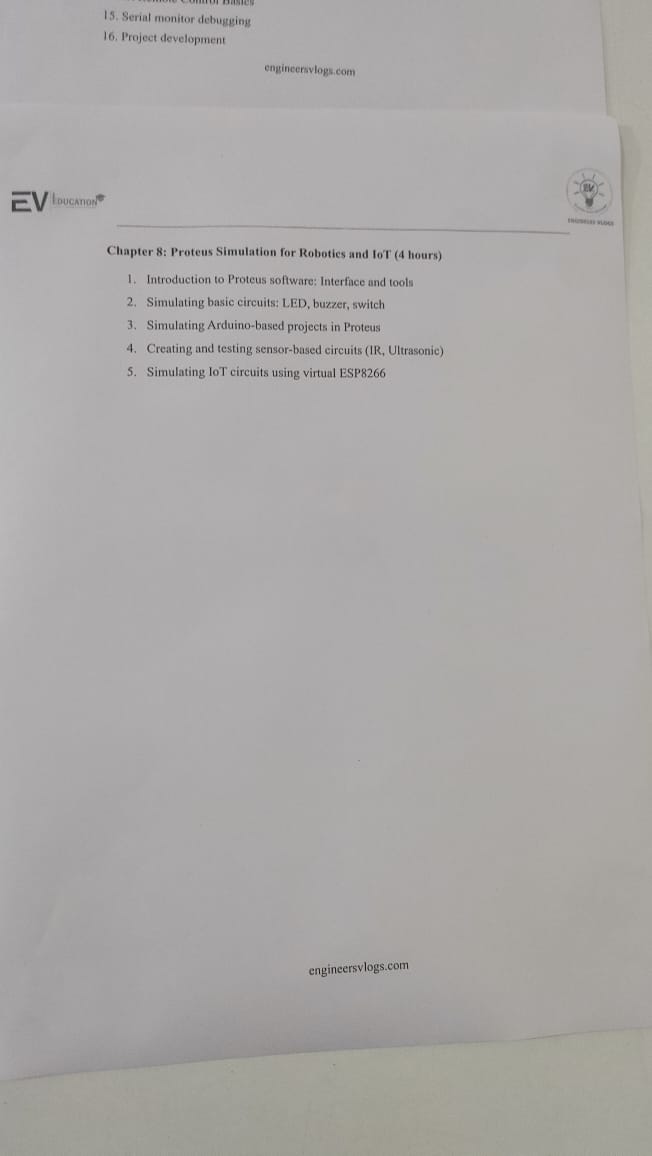 Control Basics
15. Serial monitor debugging
16. Project development
engineersvlogs.com
EV EDUCATION
EV
ENGINEERS VLOGS
Chapter 8: Proteus Simulation for Robotics and IoT (4 hours)
1. Introduction to Proteus software: Interface and tools
2. Simulating basic circuits: LED, buzzer, switch
3. Simulating Arduino-based projects in Proteus
4. Creating and testing sensor-based circuits (IR, Ultrasonic)
5. Simulating IoT circuits using virtual ESP8266
engineersvlogs.com